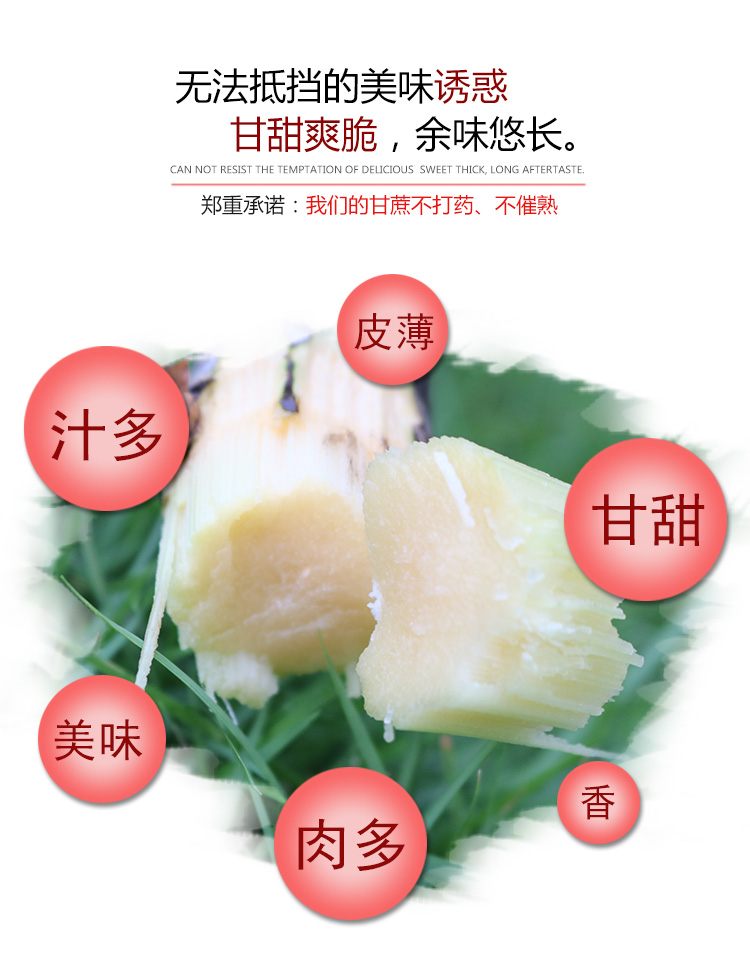 无法抵挡的美味诱惑
甘甜爽脆，余味悠长。
CAN NOT RESIST THE TEMPTATION OF DELICIOUS SWEET THICK, LONG AFTERTASTE.
郑重承诺：我们的甘蔗不打药、不催熟
皮薄
汁多
甘甜
美味
香
肉多